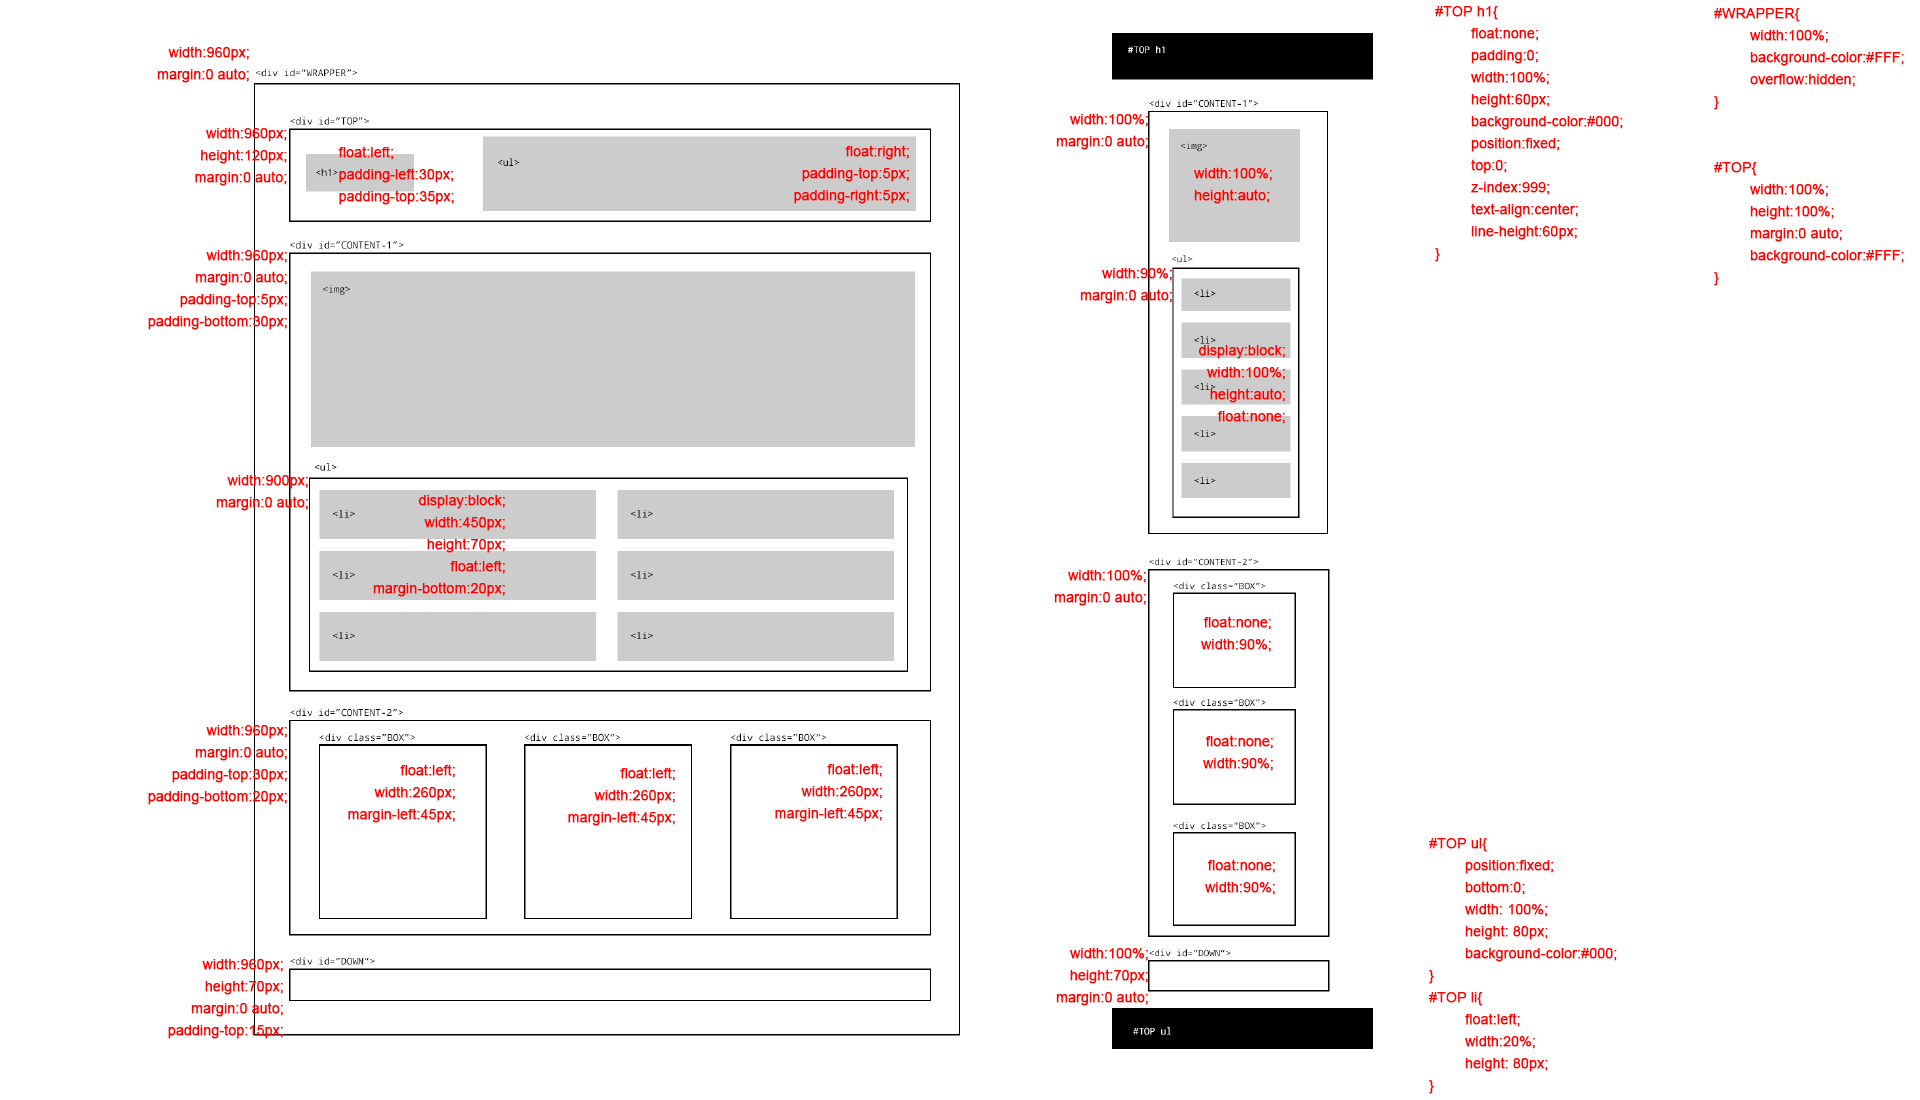 width:960px;
margin:0 auto;
<div id="WRAPPER">
<div id="TOP">
width:960px;
height:120px;
margin:0 auto;
<h1>
float:left;
padding-left:30px;
padding-top:35px;
<ul>
float:right;
padding-top:5px;
padding-right:5px;
<div id="CONTENT-1">
width:960px;
margin:0 auto;
padding-top:5px;
padding-bottom:30px;
<img>
<ul>
width:900px;
margin:0 auto;
<li>
display:block;
width:450px;
height:70px;
float:left;
margin-bottom:20px;
<li>
<li>
<li>
<li>
<li>
<div id="CONTENT-2">
width:960px;
margin:0 auto;
padding-top:30px;
padding-bottom:20px;
<div class="BOX">
float:left;
width:260px;
margin-left:45px;
<div class="BOX">
float:left;
width:260px;
margin-left:45px;
<div class="BOX">
float:left;
width:260px;
margin-left:45px;
<div id="DOWN">
width:960px;
height:70px;
margin:0 auto;
padding-top:15px;
#TOP h1
<div id="CONTENT-1">
width:100%;
margin:0 auto;
<img>
width:100%;
height:auto;
<ul>
width:90%;
margin:0 auto;
<li>
<li>
display:block;
width:100%;
<li>
height:auto;
float:none;
<li>
<li>
<div id="CONTENT-2">
width:100%;
margin:0 auto;
<div class="BOX">
float:none;
width:90%;
<div class="BOX">
float:none;
width:90%;
<div class="BOX">
float:none;
width:90%;
<div id="DOWN">
width:100%;
height:70px;
margin:0 auto;
#TOP ul
#TOP h1{
float:none;
padding:0;
width:100%;
height:60px;
background-color:#000;
position:fixed;
top:0;
z-index:999;
text-align:center;
line-height:60px;
}
#WRAPPER{
width:100%;
background-color:#FFF;
overflow:hidden;
}
#TOP{
width:100%;
height:100%;
margin:0 auto;
background-color:#FFF;
}
#TOP ul{
position:fixed;
bottom:0;
width: 100%;
height: 80px;
background-color:#000;
}
#TOP li{
float:left;
width:20%;
height: 80px;
}